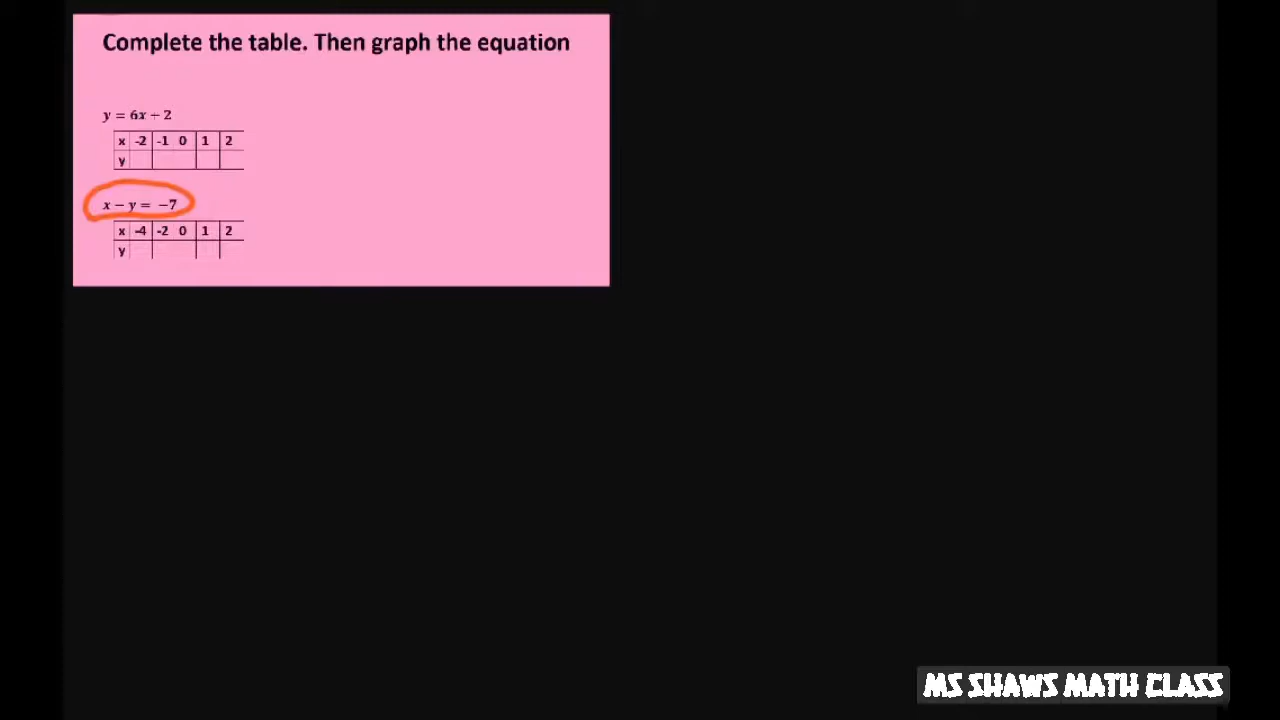 Complete the table. Then graph the equation
y = 6x + 2
x -2 -1 0 1 2
y
x − y = −7
x -4 -2 0 1 2
y
MS SHAWS MATH CLASS